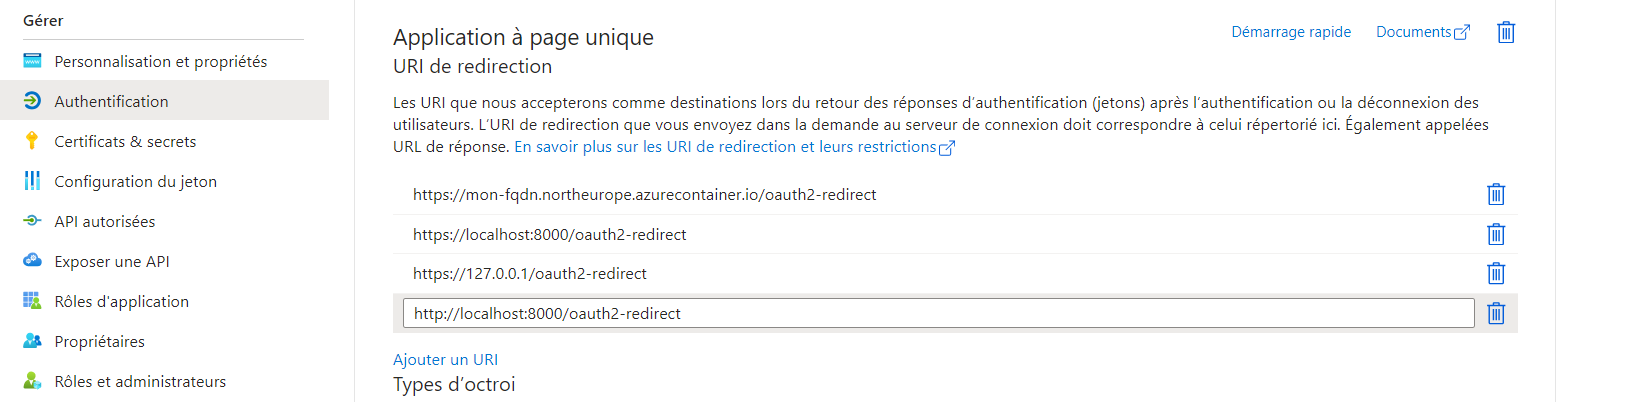 Gérer
Personnalisation et propriétés
Authentification
Certificats & secrets
Configuration du jeton
API autorisées
Exposer une API
Rôles d'application
Propriétaires
Rôles et administrateurs
Application à page unique
Démarrage rapide
Documents
URI de redirection
Les URI que nous accepterons comme destinations lors du retour des réponses d’authentification (jetons) après l’authentification ou la déconnexion des
utilisateurs. L’URI de redirection que vous envoyez dans la demande au serveur de connexion doit correspondre à celui répertorié ici. Également appelées
URL de réponse. En savoir plus sur les URI de redirection et leurs restrictions
https://mon-fqdn.northeurope.azurecontainer.io/oauth2-redirect
https://localhost:8000/oauth2-redirect
https://127.0.0.1/oauth2-redirect
http://localhost:8000/oauth2-redirect
Ajouter un URI
Types d’octroi